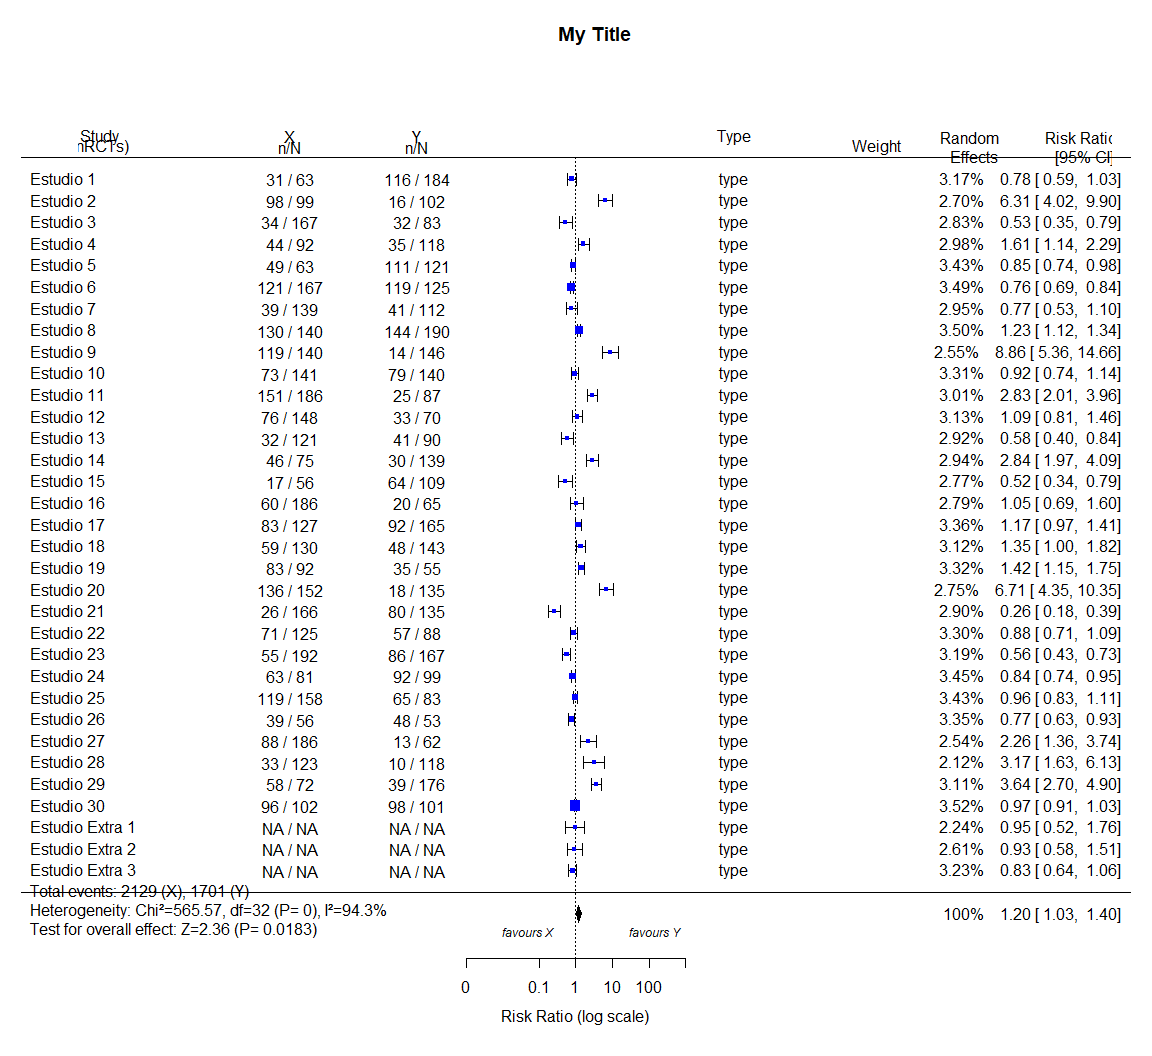 My Title
Study X Y Type Random Risk Ratic
nRCTs) n/N n/N Weight Effects [95% CI]
Estudio 1 31 / 63 116 / 184 type 3.17% 0.78 [ 0.59, 1.03]
Estudio 2 98 / 99 16 / 102 type 2.70% 6.31 [ 4.02, 9.90]
Estudio 3 34 / 167 32 / 83 type 2.83% 0.53 [ 0.35, 0.79]
Estudio 4 44 / 92 35 / 118 type 2.98% 1.61 [ 1.14, 2.29]
Estudio 5 49 / 63 111 / 121 type 3.43% 0.85 [ 0.74, 0.98]
Estudio 6 121 / 167 119 / 125 type 3.49% 0.76 [ 0.69, 0.84]
Estudio 7 39 / 139 41 / 112 type 2.95% 0.77 [ 0.53, 1.10]
Estudio 8 130 / 140 144 / 190 type 3.50% 1.23 [ 1.12, 1.34]
Estudio 9 119 / 140 14 / 146 type 2.55% 8.86 [ 5.36, 14.66]
Estudio 10 73 / 141 79 / 140 type 3.31% 0.92 [ 0.74, 1.14]
Estudio 11 151 / 186 25 / 87 type 3.01% 2.83 [ 2.01, 3.96]
Estudio 12 76 / 148 33 / 70 type 3.13% 1.09 [ 0.81, 1.46]
Estudio 13 32 / 121 41 / 90 type 2.92% 0.58 [ 0.40, 0.84]
Estudio 14 46 / 75 30 / 139 type 2.94% 2.84 [ 1.97, 4.09]
Estudio 15 17 / 56 64 / 109 type 2.77% 0.52 [ 0.34, 0.79]
Estudio 16 60 / 186 20 / 65 type 2.79% 1.05 [ 0.69, 1.60]
Estudio 17 83 / 127 92 / 165 type 3.36% 1.17 [ 0.97, 1.41]
Estudio 18 59 / 130 48 / 143 type 3.12% 1.35 [ 1.00, 1.82]
Estudio 19 83 / 92 35 / 55 type 3.32% 1.42 [ 1.15, 1.75]
Estudio 20 136 / 152 18 / 135 type 2.75% 6.71 [ 4.35, 10.35]
Estudio 21 26 / 166 80 / 135 type 2.90% 0.26 [ 0.18, 0.39]
Estudio 22 71 / 125 57 / 88 type 3.30% 0.88 [ 0.71, 1.09]
Estudio 23 55 / 192 86 / 167 type 3.19% 0.56 [ 0.43, 0.73]
Estudio 24 63 / 81 92 / 99 type 3.45% 0.84 [ 0.74, 0.95]
Estudio 25 119 / 158 65 / 83 type 3.43% 0.96 [ 0.83, 1.11]
Estudio 26 39 / 56 48 / 53 type 3.35% 0.77 [ 0.63, 0.93]
Estudio 27 88 / 186 13 / 62 type 2.54% 2.26 [ 1.36, 3.74]
Estudio 28 33 / 123 10 / 118 type 2.12% 3.17 [ 1.63, 6.13]
Estudio 29 58 / 72 39 / 176 type 3.11% 3.64 [ 2.70, 4.90]
Estudio 30 96 / 102 98 / 101 type 3.52% 0.97 [ 0.91, 1.03]
Estudio Extra 1 NA / NA NA / NA type 2.24% 0.95 [ 0.52, 1.76]
Estudio Extra 2 NA / NA NA / NA type 2.61% 0.93 [ 0.58, 1.51]
Estudio Extra 3 NA / NA NA / NA type 3.23% 0.83 [ 0.64, 1.06]
Total events: 2129 (X), 1701 (Y)
Heterogeneity: Chi²=565.57, df=32 (P= 0), I²=94.3% 100% 1.20 [ 1.03, 1.40]
Test for overall effect: Z=2.36 (P= 0.0183)
favours X favours Y
0 0.1 1 10 100
Risk Ratio (log scale)